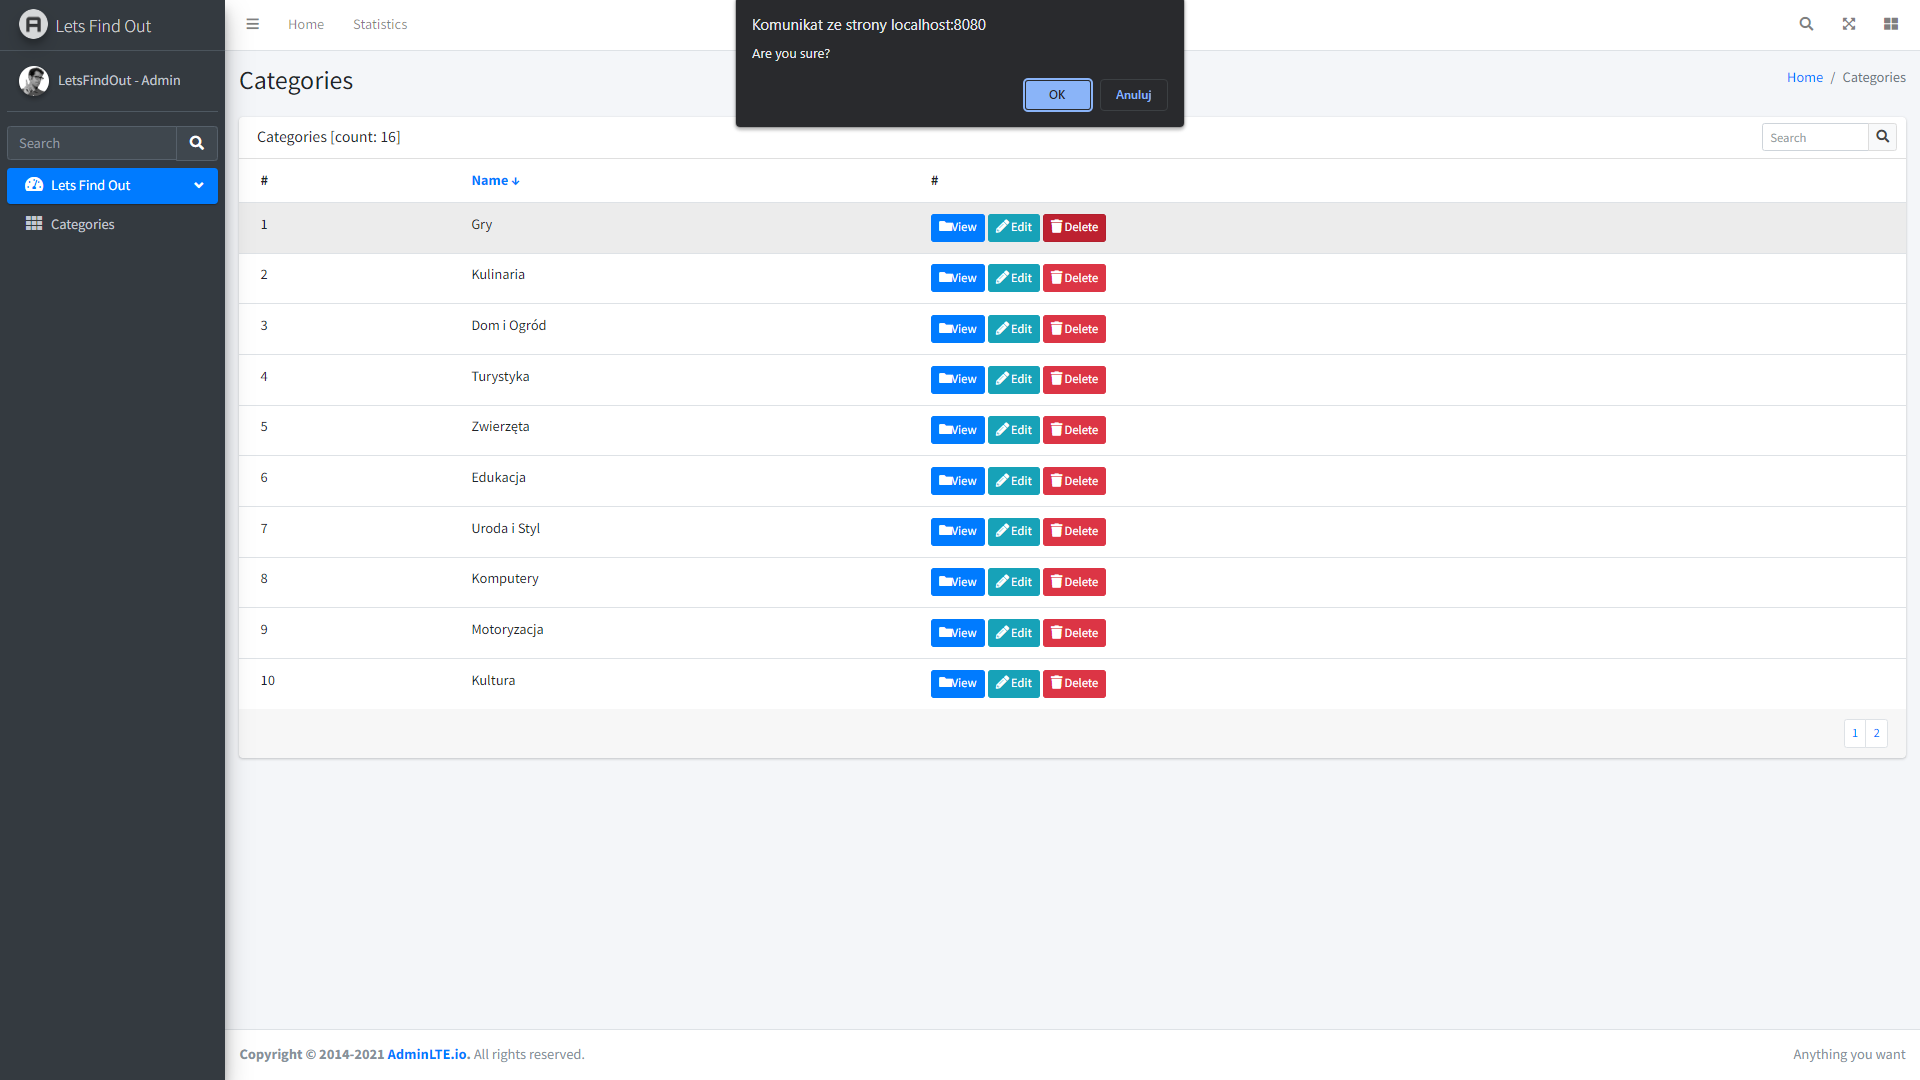 Lets Find Out
Home
Statistics
Komunikat ze strony localhost:8080
Are you sure?
OK
Anuluj
LetsFindOut - Admin
Search
Lets Find Out
Categories
Categories
Home / Categories
Categories [count: 16]
Search
# Name #
1 Gry View Edit Delete
2 Kulinaria View Edit Delete
3 Dom i Ogród View Edit Delete
4 Turystyka View Edit Delete
5 Zwierzęta View Edit Delete
6 Edukacja View Edit Delete
7 Uroda i Styl View Edit Delete
8 Komputery View Edit Delete
9 Motoryzacja View Edit Delete
10 Kultura View Edit Delete
1 2
Copyright © 2014-2021 AdminLTE.io. All rights reserved.
Anything you want